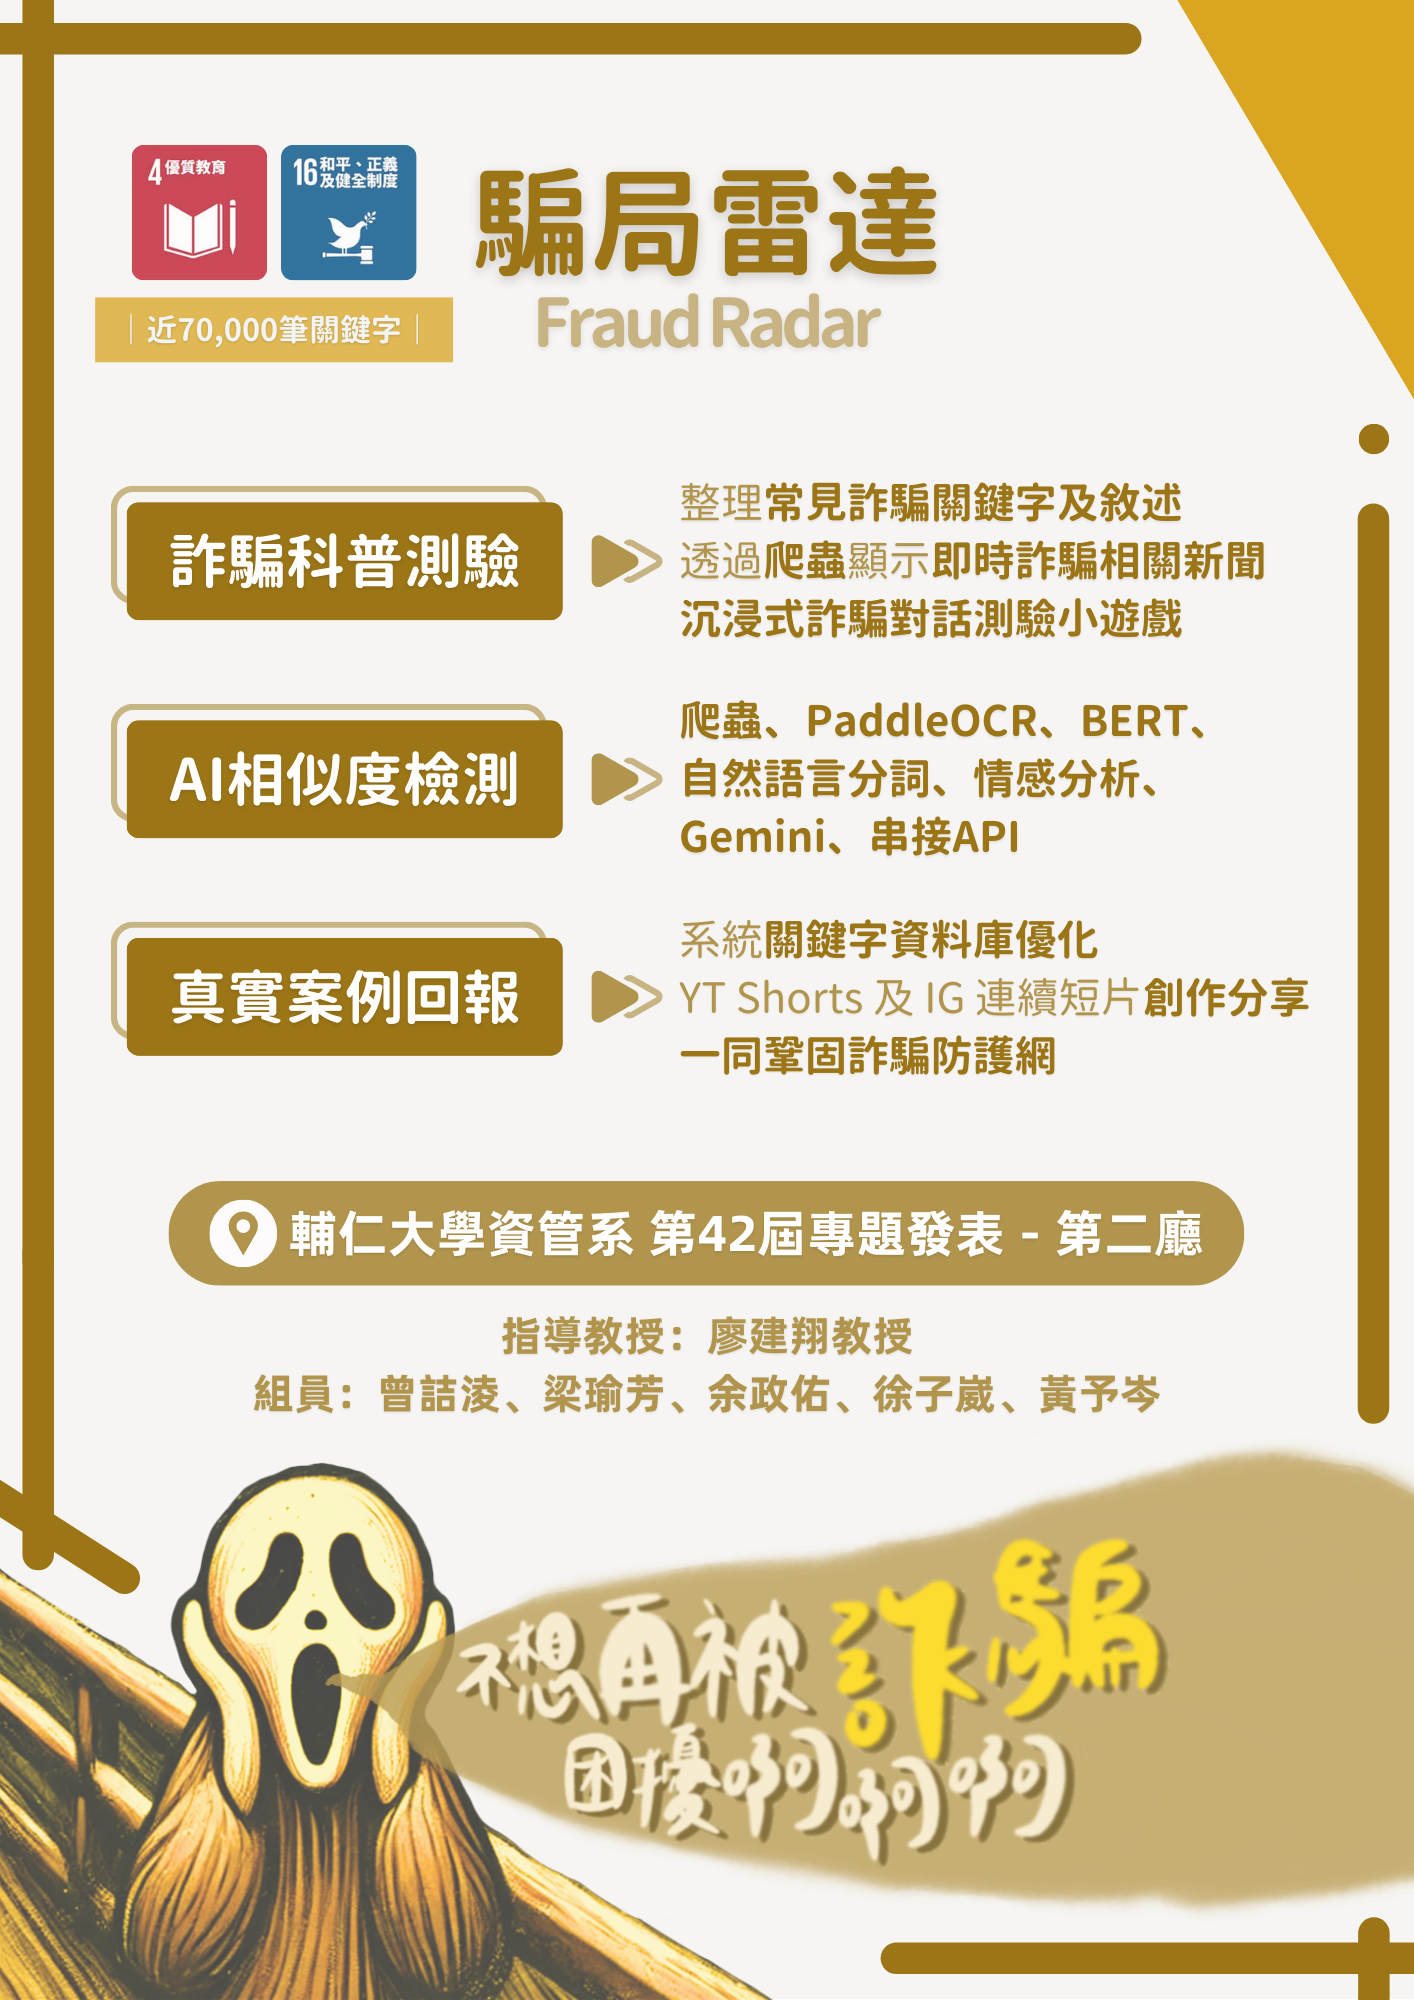 4 優質教育
16 和平、正義
及健全制度
騙局雷達
Fraud Radar
｜近70,000筆關鍵字｜
詐騙科普測驗
整理常見詐騙關鍵字及敘述
透過爬蟲顯示即時詐騙相關新聞
沉浸式詐騙對話測驗小遊戲
AI相似度檢測
爬蟲、PaddleOCR、BERT、
自然語言分詞、情感分析、
Gemini、串接API
真實案例回報
系統關鍵字資料庫優化
YT Shorts 及 IG 連續短片創作分享
一同鞏固詐騙防護網
輔仁大學資管系 第42屆專題發表 - 第二廳
指導教授：廖建翔教授
組員：曾詰淩、梁瑜芳、余政佑、徐子崴、黃予岑
不想再被詐騙
困擾啊啊啊